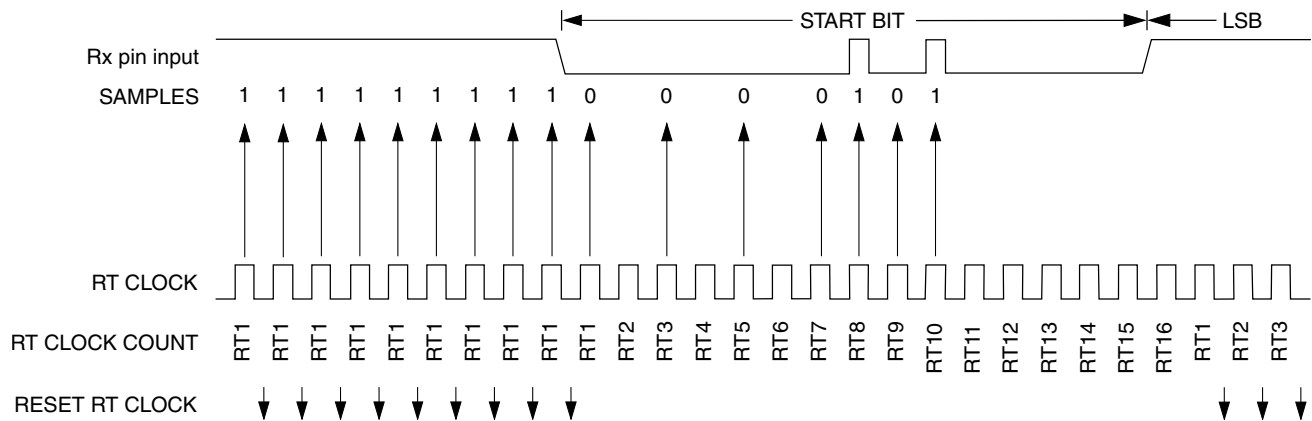 START BIT LSB
Rx pin input
SAMPLES 1 1 1 1 1 1 1 1 1 0 0 0 0 1 0 1
RT CLOCK
RT CLOCK COUNT RT1 RT1 RT1 RT1 RT1 RT1 RT1 RT1 RT1 RT1 RT2 RT3 RT4 RT5 RT6 RT7 RT8 RT9 RT10 RT11 RT12 RT13 RT14 RT15 RT16 RT1 RT2 RT3
RESET RT CLOCK